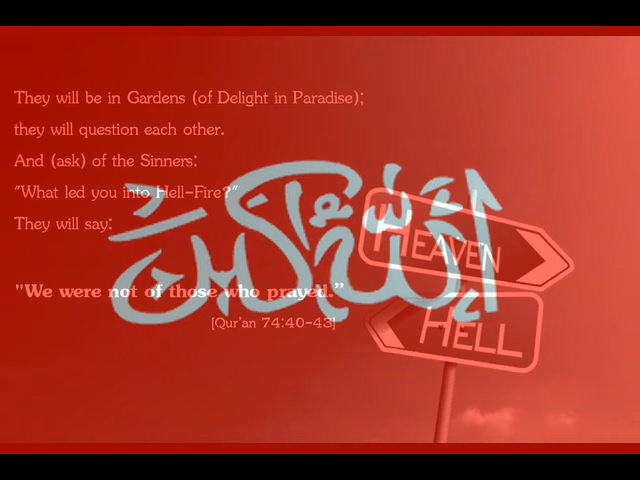 They will be in Gardens (of Delight in Paradise);
they will question each other.
And (ask) of the Sinners:
"What led you into Hell-Fire?"
They will say:
"We were not of those who prayed."
[Qur'an 74:40-43]
HEAVEN
HELL